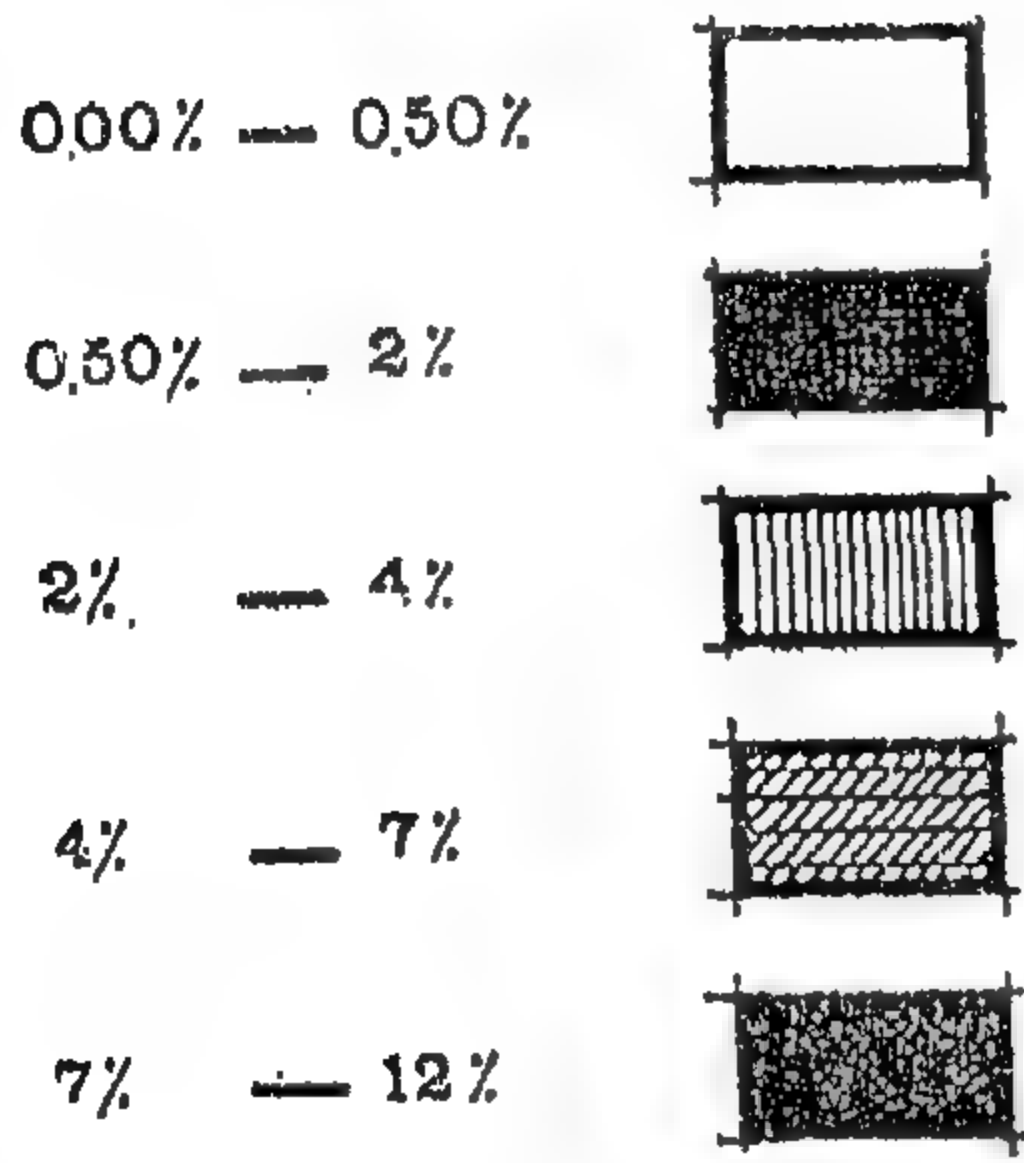 0,00% — 0,50%
0,50% — 2%
2% — 4%
4% — 7%
7% — 12%